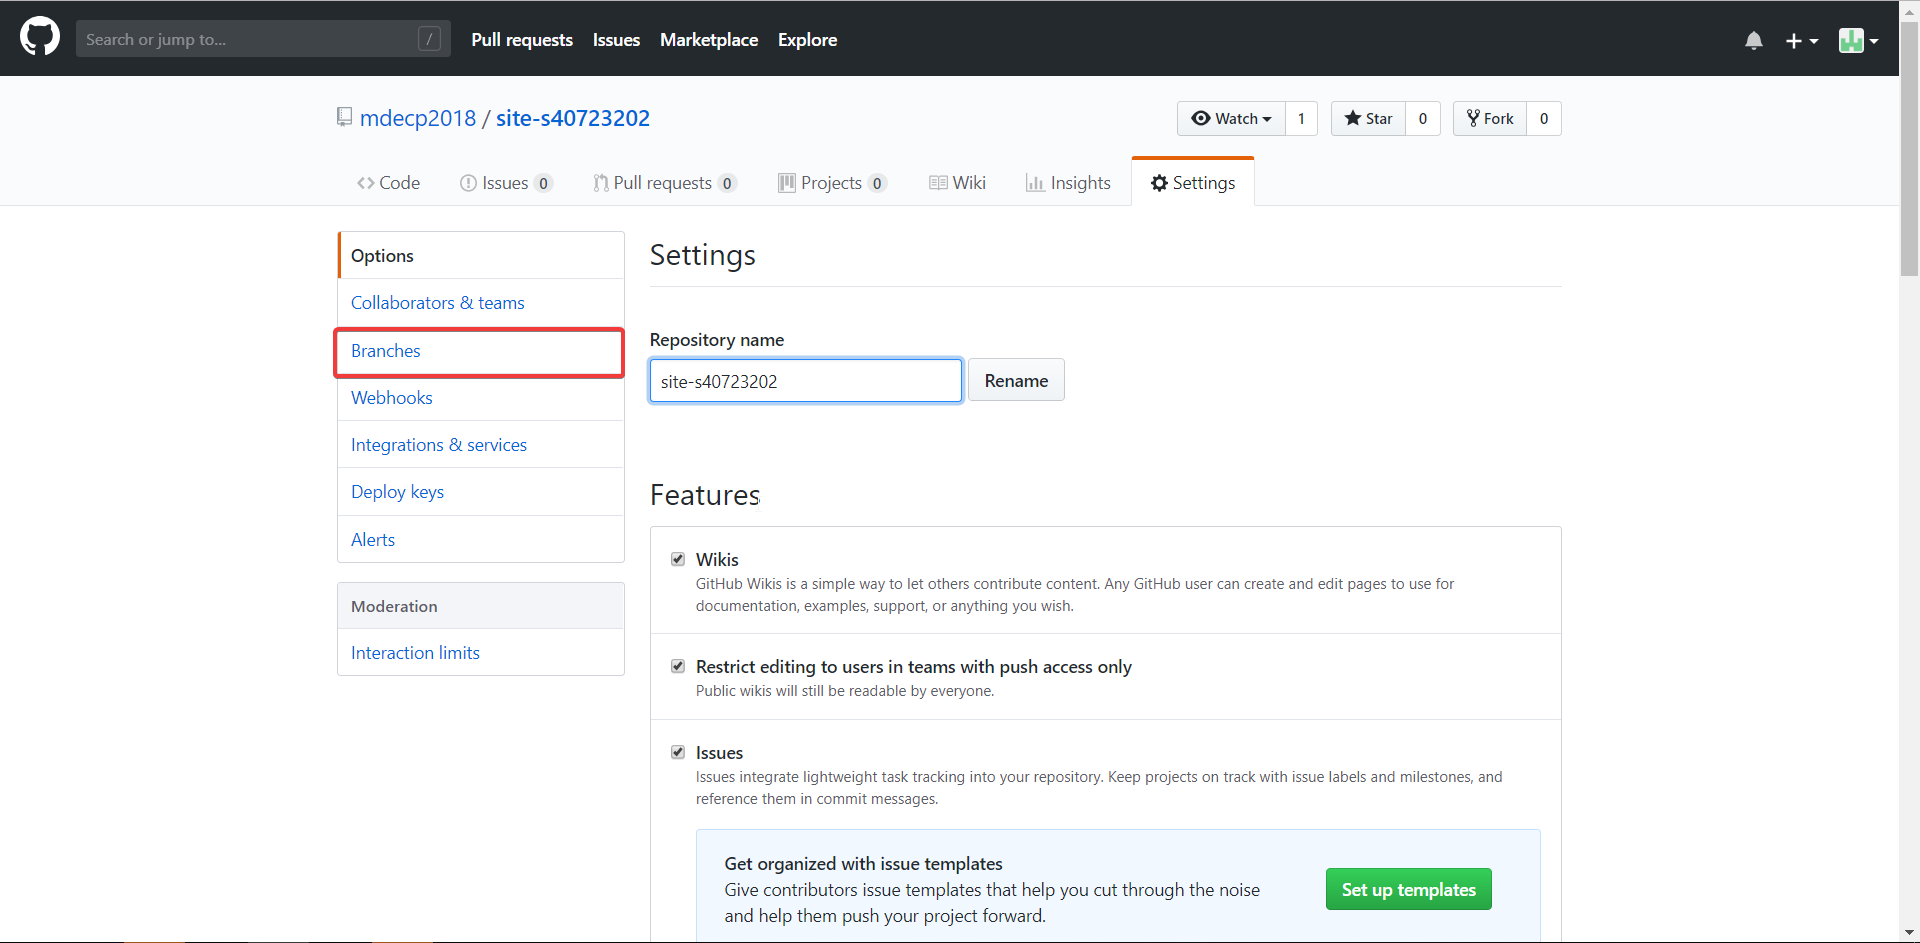 Search or jump to... /
Pull requests Issues Marketplace Explore
mdecp2018 / site-s40723202
Watch 1 Star 0 Fork 0
Code Issues 0 Pull requests 0 Projects 0 Wiki Insights Settings
Options
Collaborators & teams
Branches
Webhooks
Integrations & services
Deploy keys
Alerts
Moderation
Interaction limits
Settings
Repository name
site-s40723202 Rename
Features
Wikis
GitHub Wikis is a simple way to let others contribute content. Any GitHub user can create and edit pages to use for
documentation, examples, support, or anything you wish.
Restrict editing to users in teams with push access only
Public wikis will still be readable by everyone.
Issues
Issues integrate lightweight task tracking into your repository. Keep projects on track with issue labels and milestones, and
reference them in commit messages.
Get organized with issue templates
Give contributors issue templates that help you cut through the noise
and help them push your project forward.
Set up templates